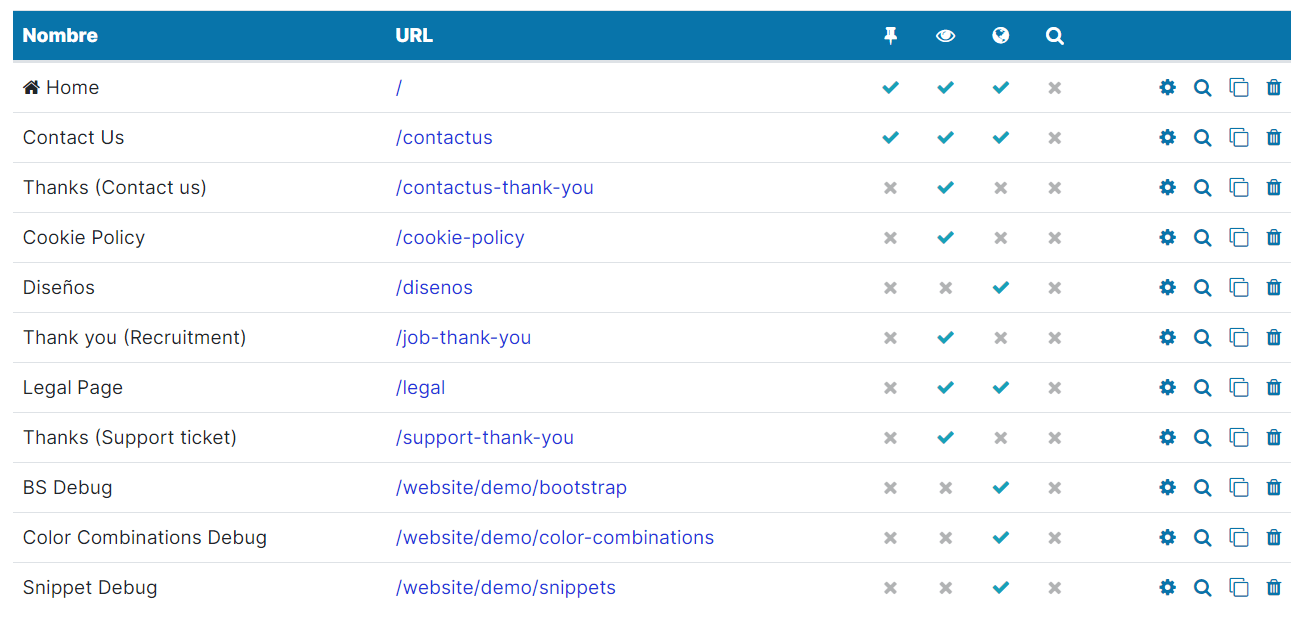 Nombre URL
Home /
Contact Us /contactus
Thanks (Contact us) /contactus-thank-you
Cookie Policy /cookie-policy
Diseños /disenos
Thank you (Recruitment) /job-thank-you
Legal Page /legal
Thanks (Support ticket) /support-thank-you
BS Debug /website/demo/bootstrap
Color Combinations Debug /website/demo/color-combinations
Snippet Debug /website/demo/snippets